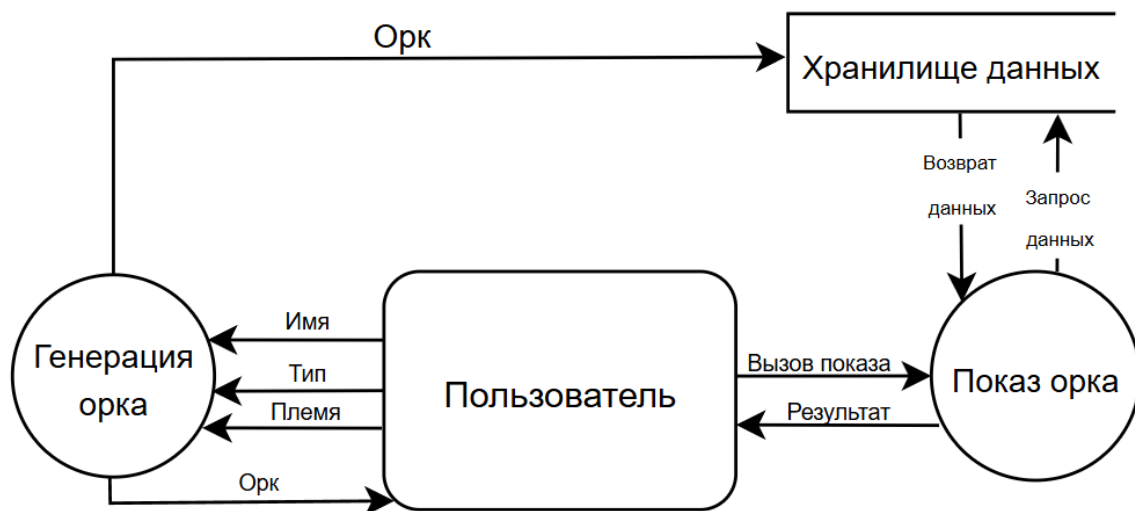 Орк
Хранилище данных
Возврат
данных
Запрос
данных
Генерация
орка
Имя
Тип
Племя
Орк
Пользователь
Вызов показа
Результат
Показ орка